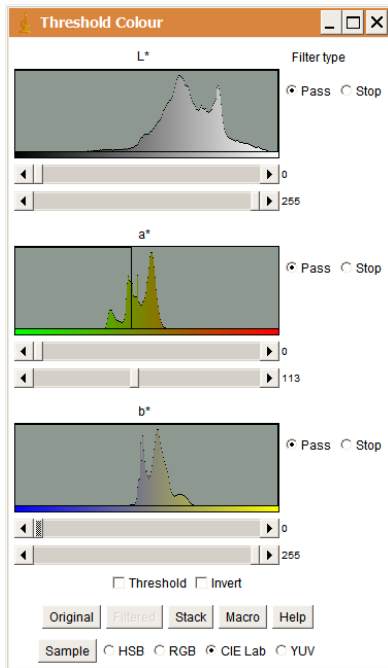 Threshold Colour
L* Filter type
Pass Stop
0
255
a*
Pass Stop
0
113
b*
Pass Stop
0
255
Threshold Invert
Original Filtered Stack Macro Help
Sample HSB RGB CIE Lab YUV